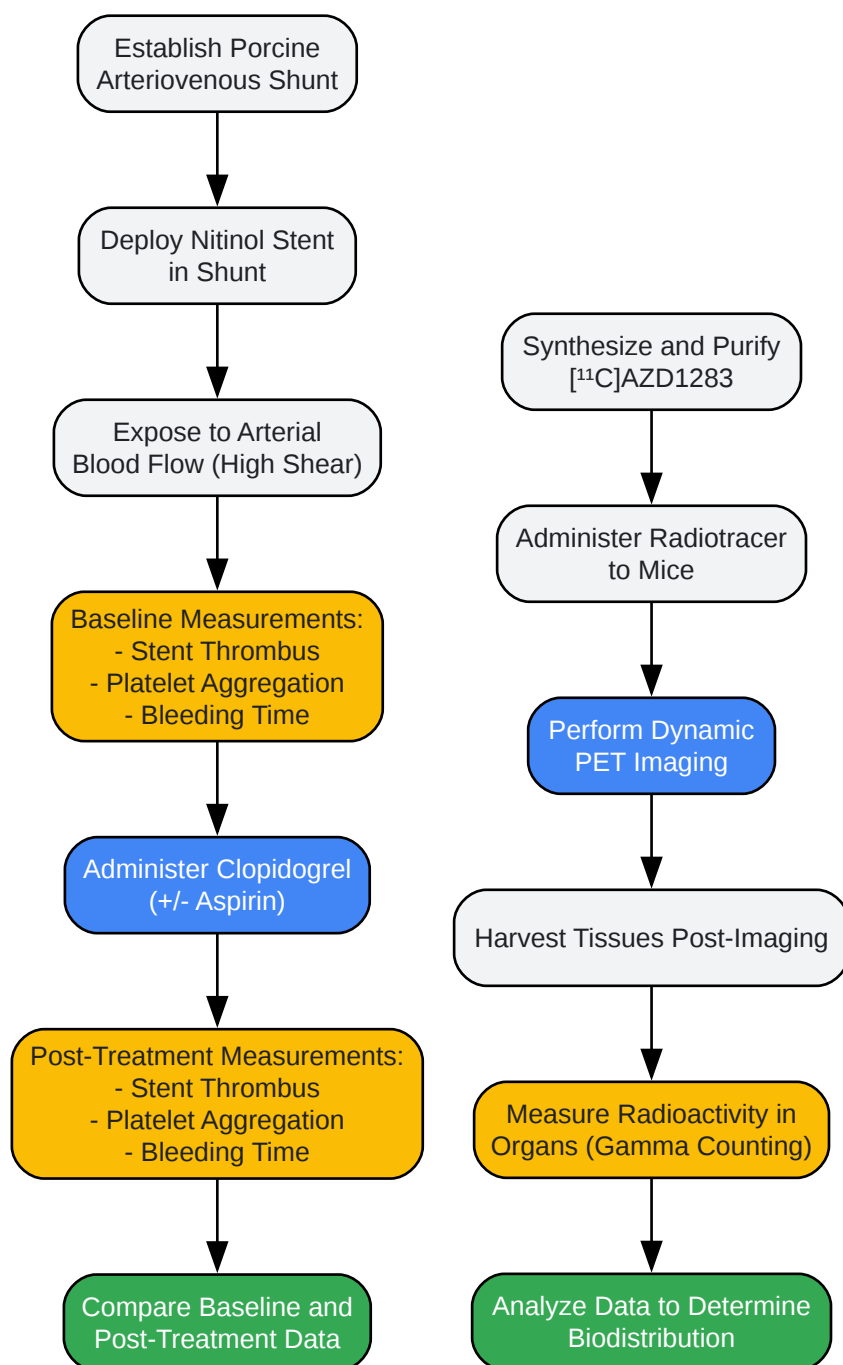 Establish Porcine
Arteriovenous Shunt
Deploy Nitinol Stent
in Shunt
Expose to Arterial
Blood Flow (High Shear)
Baseline Measurements:
- Stent Thrombus
- Platelet Aggregation
- Bleeding Time
Administer Clopidogrel
(+/- Aspirin)
Post-Treatment Measurements:
- Stent Thrombus
- Platelet Aggregation
- Bleeding Time
Compare Baseline and
Post-Treatment Data
Synthesize and Purify
[¹¹C]AZD1283
Administer Radiotracer
to Mice
Perform Dynamic
PET Imaging
Harvest Tissues Post-Imaging
Measure Radioactivity in
Organs (Gamma Counting)
Analyze Data to Determine
Biodistribution